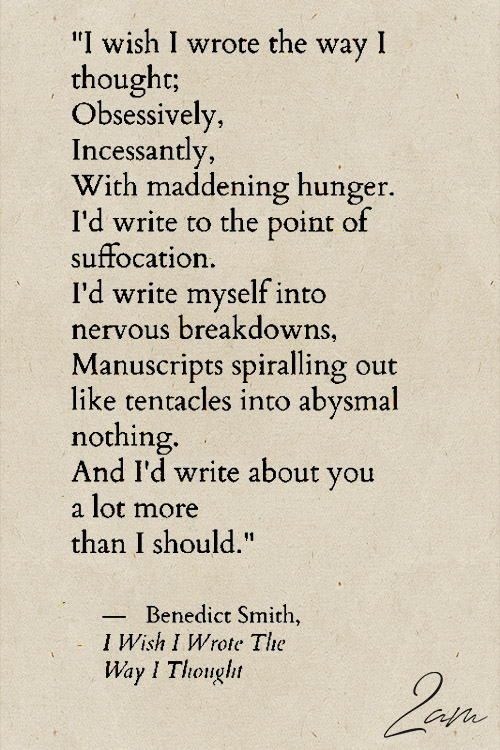 "I wish I wrote the way I
thought;
Obsessively,
Incessantly,
With maddening hunger.
I'd write to the point of
suffocation.
I'd write myself into
nervous breakdowns,
Manuscripts spiralling out
like tentacles into abysmal
nothing.
And I'd write about you
a lot more
than I should."
— Benedict Smith,
I Wish I Wrote The
Way I Thought
2am